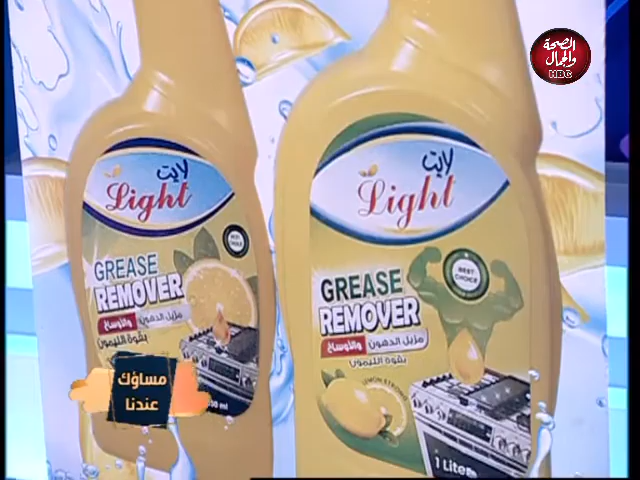 الصحة
والجمال
HBC
لايت
Light
GREASE
REMOVER
مزيل الدهون والأوساخ
بقوة الليمون
لايت
Light
GREASE
REMOVER
BEST
CHOICE
مزيل الدهون والأوساخ
بقوة الليمون
1 Liter
مساؤك
عندنا